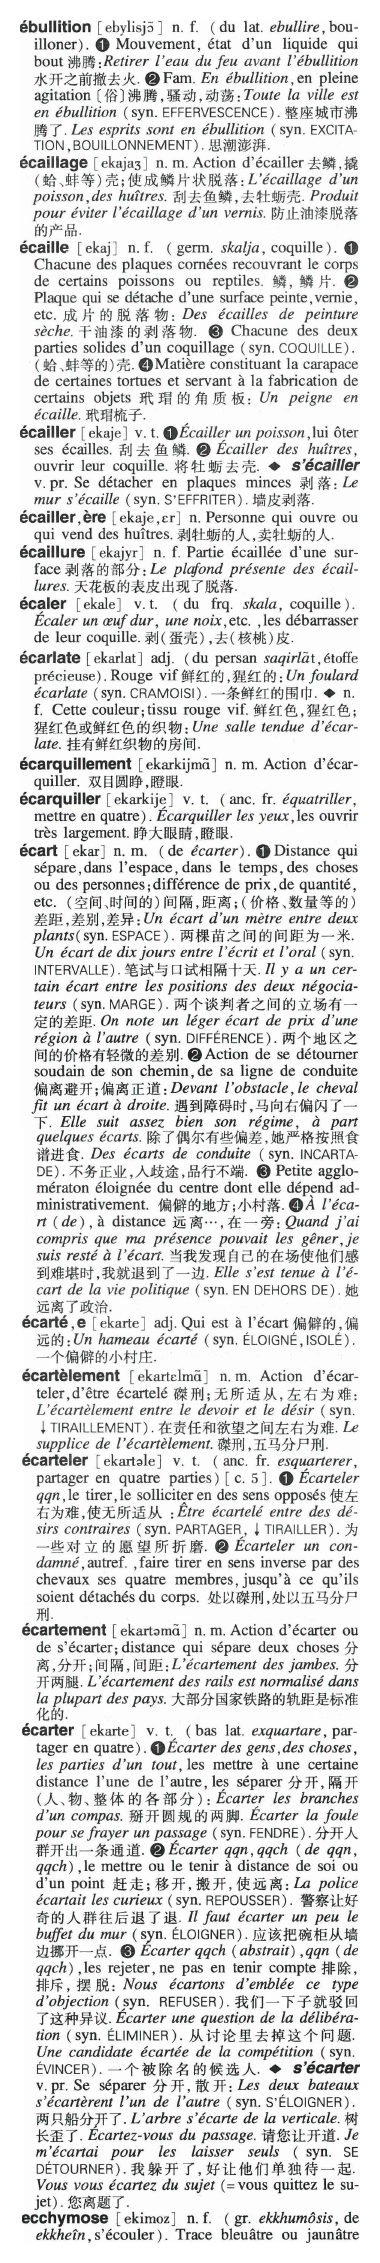 ébullition [ebylisjɔ̃] n. f. (du lat. ebullire, bou-
illoner). ❶ Mouvement, état d'un liquide qui
bout 沸腾:Retirer l'eau du feu avant l'ébullition
水开之前撤去火. ❷ Fam. En ébullition, en pleine
agitation [俗]沸腾,骚动,动荡:Toute la ville est
en ébullition (syn. EFFERVESCENCE). 整座城市沸
腾了. Les esprits sont en ébullition (syn. EXCITA-
TION, BOUILLONNEMENT). 思潮澎湃.
écaillage [ekajaʒ] n. m. Action d'écailler 去鳞,撬
(蛤、蚌等)壳;使成鳞片状脱落:L'écaillage d'un
poisson, des huîtres. 刮去鱼鳞,去牡蛎壳. Produit
pour éviter l'écaillage d'un vernis. 防止油漆脱落
的产品.
écaille [ekaj] n. f. (germ. skalja, coquille). ❶
Chacune des plaques cornées recouvrant le corps
de certains poissons ou reptiles. 鳞,鳞片. ❷
Plaque qui se détache d'une surface peinte, vernie,
etc. 成片的脱落物: Des écailles de peinture
sèche. 干油漆的剥落物. ❸ Chacune des deux
parties solides d'un coquillage (syn. COQUILLE).
(蛤、蚌等的)壳. ❹ Matière constituant la carapace
de certaines tortues et servant à la fabrication de
certains objets 玳瑁的角质板: Un peigne en
écaille. 玳瑁梳子.
écailler [ekaje] v. t. ❶ Écailler un poisson, lui ôter
ses écailles. 刮去鱼鳞. ❷ Écailler des huîtres,
ouvrir leur coquille. 将牡蛎去壳. ◆ s'écailler
v. pr. Se détacher en plaques minces 剥落: Le
mur s'écaille (syn. S'EFFRITER). 墙皮剥落.
écailler,ère [ekaje,ɛr] n. Personne qui ouvre ou
qui vend des huîtres. 剥牡蛎的人,卖牡蛎的人.
écaillure [ekajyr] n. f. Partie écaillée d'une sur-
face 剥落的部分: Le plafond présente des écail-
lures. 天花板的表皮出现了脱落.
écaler [ekale] v. t. (du frq. skala, coquille).
Écaler un œuf dur, une noix, etc., les débarrasser
de leur coquille. 剥(蛋壳),去(核桃)皮.
écarlate [ekarlat] adj. (du persan saqirlāt, étoffe
précieuse). Rouge vif 鲜红的,猩红的: Un foulard
écarlate (syn. CRAMOISI). 一条鲜红的围巾. ◆ n.
f. Cette couleur; tissu rouge vif. 鲜红色,猩红色;
猩红色或鲜红色的织物: Une salle tendue d'écar-
late. 挂有鲜红织物的房间.
écarquillement [ekarkijmɑ̃] n. m. Action d'écar-
quiller. 双目圆睁,瞪眼.
écarquiller [ekarkije] v. t. (anc. fr. équatriller,
mettre en quatre). Écarquiller les yeux, les ouvrir
très largement. 睁大眼睛,瞪眼.
écart [ekar] n. m. (de écarter). ❶ Distance qui
sépare, dans l'espace, dans le temps, des choses
ou des personnes; différence de prix, de quantité,
etc. (空间、时间的)间隔,距离;(价格、数量等的)
差距,差别,差异: Un écart d'un mètre entre deux
plants (syn. ESPACE). 两棵苗之间的间距为一米.
Un écart de dix jours entre l'écrit et l'oral (syn.
INTERVALLE). 笔试与口试相隔十天. Il y a un cer-
tain écart entre les positions des deux négocia-
teurs (syn. MARGE). 两个谈判者之间的立场有一
定的差距. On note un léger écart de prix d'une
région à l'autre (syn. DIFFÉRENCE). 两个地区之
间的价格有轻微的差别. ❷ Action de se détourner
soudain de son chemin, de sa ligne de conduite
偏离避开;偏离正道: Devant l'obstacle, le cheval
fit un écart à droite. 遇到障碍时,马向右偏闪了一
下. Elle suit assez bien son régime, à part
quelques écarts. 除了偶尔有些偏差,她严格按照食
谱进食. Des écarts de conduite (syn. INCARTA-
DE). 不务正业,入歧途,品行不端. ❸ Petite agglo-
mératon éloignée du centre dont elle dépend ad-
ministrativement. 偏僻的地方;小村落. ❹ À l'éca-
rt (de), à distance 远离…,在一旁: Quand j'ai
compris que ma présence pouvait les gêner, je
suis resté à l'écart. 当我发现自己的在场使他们感
到难堪时,我就退到了一边. Elle s'est tenue à l'é-
cart de la vie politique (syn. EN DEHORS DE). 她
远离了政治.
écarté,e [ekarte] adj. Qui est à l'écart 偏僻的,偏
远的: Un hameau écarté (syn. ÉLOIGNÉ, ISOLÉ).
一个偏僻的小村庄.
écartèlement [ekartɛlmɑ̃] n. m. Action d'écar-
teler, d'être écartelé 磔刑;无所适从,左右为难:
L'écartèlement entre le devoir et le désir (syn.
↓ TIRAILLEMENT). 在责任和欲望之间左右为难. Le
supplice de l'écartèlement. 磔刑,五马分尸刑.
écarteler [ekartəle] v. t. (anc. fr. esquarterer,
partager en quatre parties) [c. 5]. ❶ Écarteler
qqn, le tirer, le solliciter en des sens opposés 使左
右为难,使无所适从: Être écartelé entre des dé-
sirs contraires (syn. PARTAGER, ↓ TIRAILLER). 为
一些对立的愿望所折磨. ❷ Écarteler un con-
damné, autref., faire tirer en sens inverse par des
chevaux ses quatre membres, jusqu'à ce qu'ils
soient détachés du corps. 处以磔刑,处以五马分尸
刑.
écartement [ekartəmɑ̃] n. m. Action d'écarter ou
de s'écarter; distance qui sépare deux choses 分
离,分开;间隔,间距: L'écartement des jambes. 分
开两腿. L'écartement des rails est normalisé dans
la plupart des pays. 大部分国家铁路的轨距是标准
化的.
écarter [ekarte] v. t. (bas lat. exquartare, par-
tager en quatre). ❶ Écarter des gens, des choses,
les parties d'un tout, les mettre à une certaine
distance l'une de l'autre, les séparer 分开,隔开
(人、物、整体的各部分): Écarter les branches
d'un compas. 掰开圆规的两脚. Écarter la foule
pour se frayer un passage (syn. FENDRE). 分开人
群开出一条通道. ❷ Écarter qqn, qqch (de qqn,
qqch), le mettre ou le tenir à distance de soi ou
d'un point 赶走;移开,搬开,使远离: La police
écartait les curieux (syn. REPOUSSER). 警察让好
奇的人群往后退了退. Il faut écarter un peu le
buffet du mur (syn. ÉLOIGNER). 应该把碗柜从墙
边挪开一点. ❸ Écarter qqch (abstrait), qqn (de
qqch), les rejeter, ne pas en tenir compte 排除,
排斥,摆脱: Nous écartons d'emblée ce type
d'objection (syn. REFUSER). 我们一下子就驳回
了这种异议. Écarter une question de la délibéra-
tion (syn. ÉLIMINER). 从讨论里去掉这个问题.
Une candidate écartée de la compétition (syn.
ÉVINCER). 一个被除名的候选人. ◆ s'écarter
v. pr. Se séparer 分开,散开: Les deux bateaux
s'écartèrent l'un de l'autre (syn. S'ÉLOIGNER).
两只船分开了. L'arbre s'écarte de la verticale. 树
长歪了. Écartez-vous du passage. 请您让开道. Je
m'écartai pour les laisser seuls (syn. SE
DÉTOURNER). 我躲开了,好让他们单独待一起.
Vous vous écartez du sujet (= vous quittez le su-
jet). 您离题了.
ecchymose [ekimoz] n. f. (gr. ekkhumôsis, de
ekkheîn, s'écouler). Trace bleuâtre ou jaunâtre